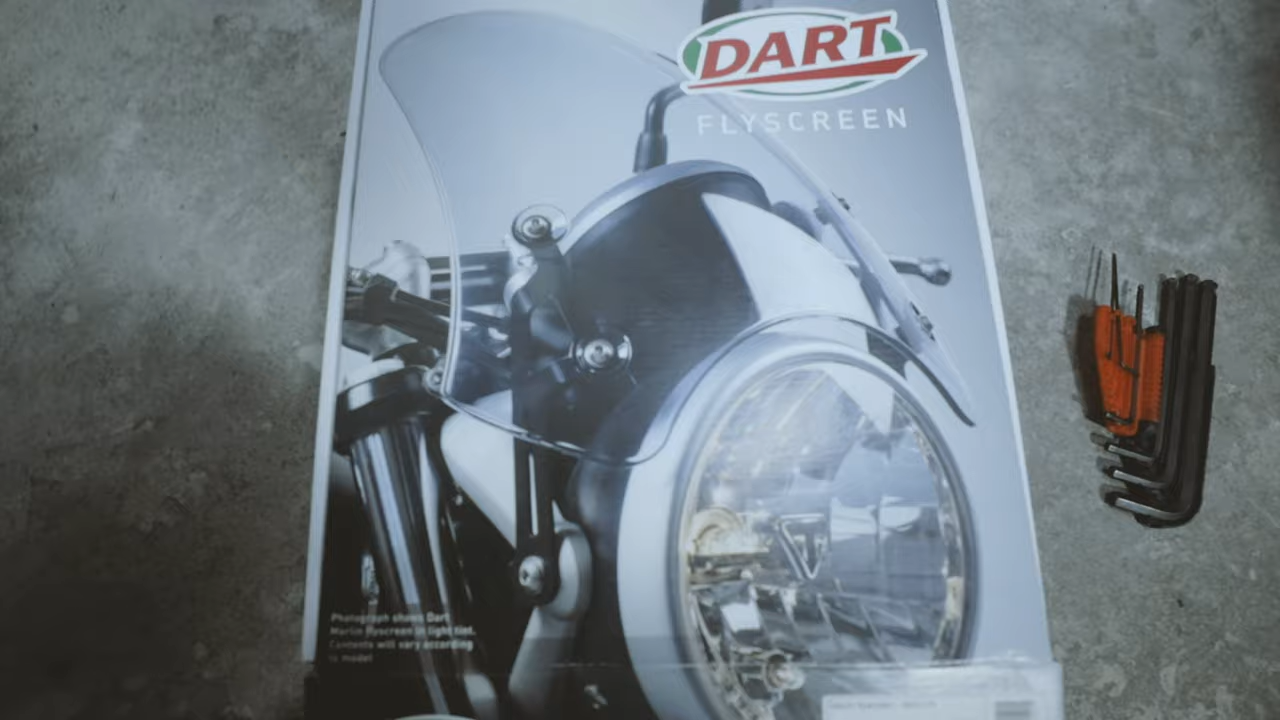 DART
FLYSCREEN
Photograph shows Dart
Marlin flyscreen in light tint.
Contents will vary according
to model